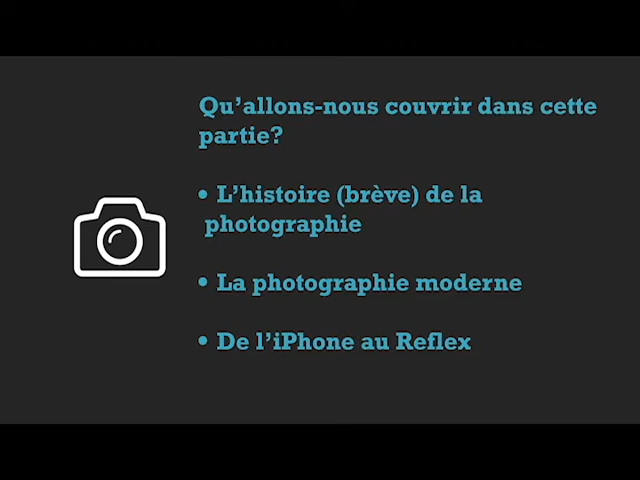 Qu’allons-nous couvrir dans cette
partie?
• L’histoire (brève) de la
photographie
• La photographie moderne
• De l’iPhone au Reflex